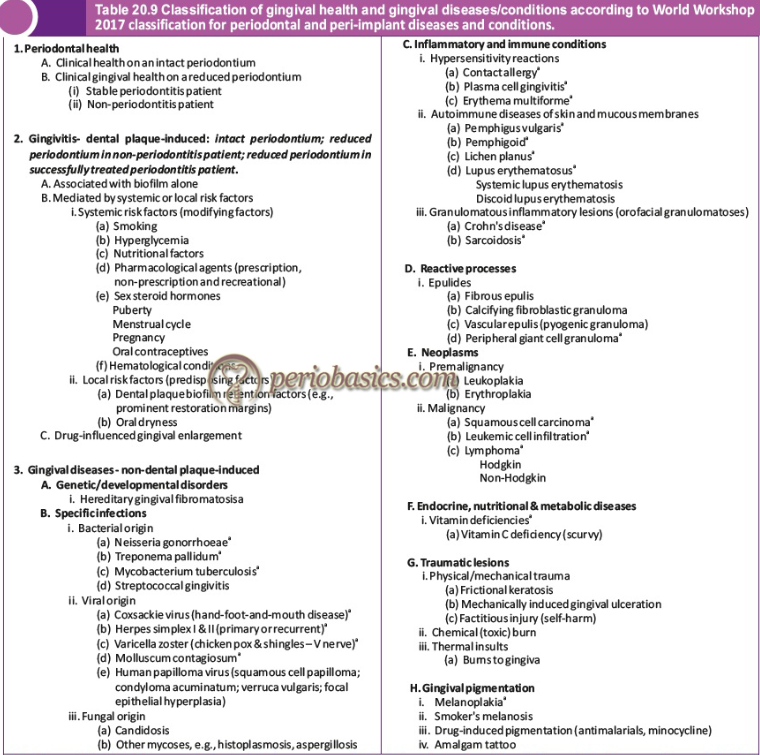 Table 20.9 Classification of gingival health and gingival diseases/conditions according to World Workshop
2017 classification for periodontal and peri-implant diseases and conditions.
1. Periodontal health
A. Clinical health on an intact periodontium
B. Clinical gingival health on a reduced periodontium
(i) Stable periodontitis patient
(ii) Non-periodontitis patient
2. Gingivitis- dental plaque-induced: intact periodontium; reduced
periodontium in non-periodontitis patient; reduced periodontium in
successfully treated periodontitis patient.
A. Associated with biofilm alone
B. Mediated by systemic or local risk factors
i. Systemic risk factors (modifying factors)
(a) Smoking
(b) Hyperglycemia
(c) Nutritional factors
(d) Pharmacological agents (prescription,
non-prescription and recreational)
(e) Sex steroid hormones
Puberty
Menstrual cycle
Pregnancy
Oral contraceptives
(f) Hematological conditions
ii. Local risk factors (predisposing factors)
(a) Dental plaque biofilm retention factors (e.g.,
prominent restoration margins)
(b) Oral dryness
C. Drug-influenced gingival enlargement
3. Gingival diseases - non-dental plaque-induced
A. Genetic/developmental disorders
i. Hereditary gingival fibromatosisa
B. Specific infections
i. Bacterial origin
(a) Neisseria gonorrhoeaeª
(b) Treponema pallidumª
(c) Mycobacterium tuberculosisª
(d) Streptococcal gingivitis
ii. Viral origin
(a) Coxsackie virus (hand-foot-and-mouth disease)ª
(b) Herpes simplex I & II (primary or recurrent)ª
(c) Varicella zoster (chicken pox & shingles – V nerve)ª
(d) Molluscum contagiosumª
(e) Human papilloma virus (squamous cell papilloma;
condyloma acuminatum; verruca vulgaris; focal
epithelial hyperplasia)
iii. Fungal origin
(a) Candidosis
(b) Other mycoses, e.g., histoplasmosis, aspergillosis
C. Inflammatory and immune conditions
i. Hypersensitivity reactions
(a) Contact allergyª
(b) Plasma cell gingivitisª
(c) Erythema multiformeª
ii. Autoimmune diseases of skin and mucous membranes
(a) Pemphigus vulgarisª
(b) Pemphigoidª
(c) Lichen planusª
(d) Lupus erythematosusª
Systemic lupus erythematosis
Discoid lupus erythematosis
iii. Granulomatous inflammatory lesions (orofacial granulomatoses)
(a) Crohn's diseaseª
(b) Sarcoidosisª
D. Reactive processes
i. Epulides
(a) Fibrous epulis
(b) Calcifying fibroblastic granuloma
(c) Vascular epulis (pyogenic granuloma)
(d) Peripheral giant cell granulomaª
E. Neoplasms
i. Premalignancy
Leukoplakia
(b) Erythroplakia
ii. Malignancy
(a) Squamous cell carcinomaª
(b) Leukemic cell infiltrationª
(c) Lymphomaª
Hodgkin
Non-Hodgkin
F. Endocrine, nutritional & metabolic diseases
i. Vitamin deficienciesª
(a) Vitamin C deficiency (scurvy)
G. Traumatic lesions
i. Physical/mechanical trauma
(a) Frictional keratosis
(b) Mechanically induced gingival ulceration
(c) Factitious injury (self-harm)
ii. Chemical (toxic) burn
iii. Thermal insults
(a) Burns to gingiva
H. Gingival pigmentation
i. Melanoplakiaª
ii. Smoker's melanosis
iii. Drug-induced pigmentation (antimalarials, minocycline)
iv. Amalgam tattoo
periobasics.com